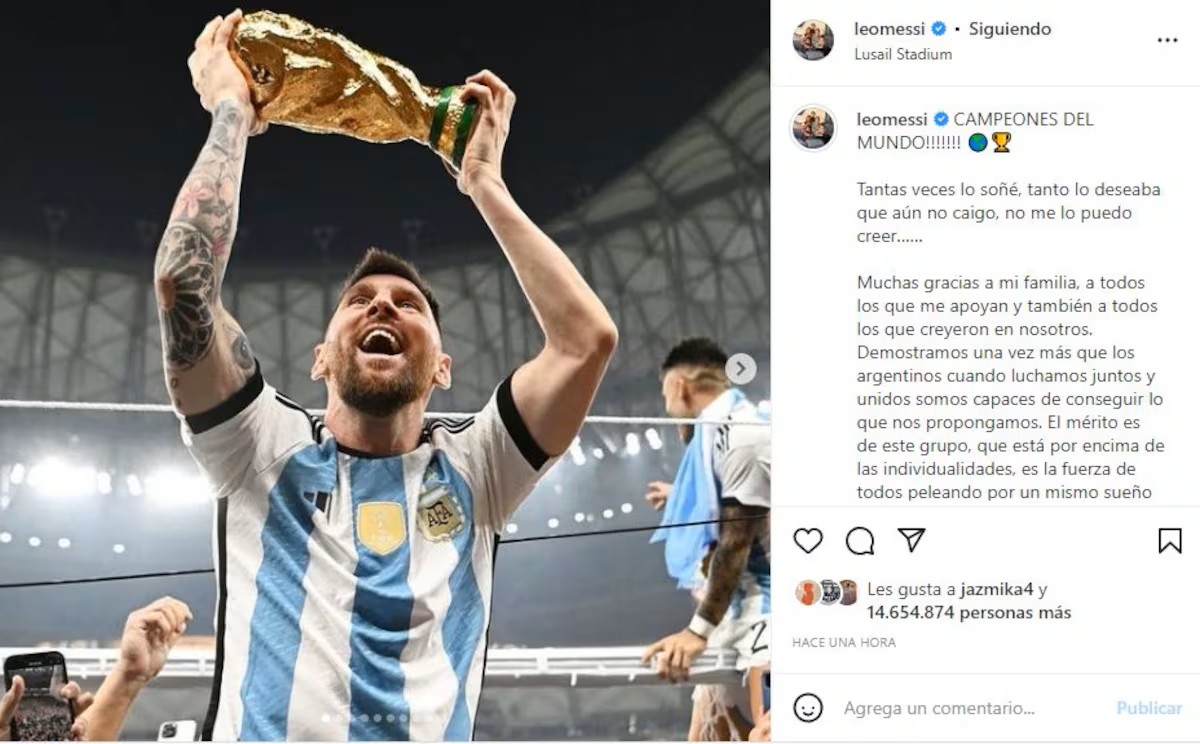 leomessi • Siguiendo
Lusail Stadium
leomessi CAMPEONES DEL
MUNDO!!!!!!! 🌎🏆
Tantas veces lo soñé, tanto lo deseaba
que aún no caigo, no me lo puedo
creer......
Muchas gracias a mi familia, a todos
los que me apoyan y también a todos
los que creyeron en nosotros.
Demostramos una vez más que los
argentinos cuando luchamos juntos y
unidos somos capaces de conseguir lo
que nos propongamos. El mérito es
de este grupo, que está por encima de
las individualidades, es la fuerza de
todos peleando por un mismo sueño
Les gusta a jazmika4 y
14.654.874 personas más
HACE UNA HORA
Agrega un comentario...
Publicar
AFA
2